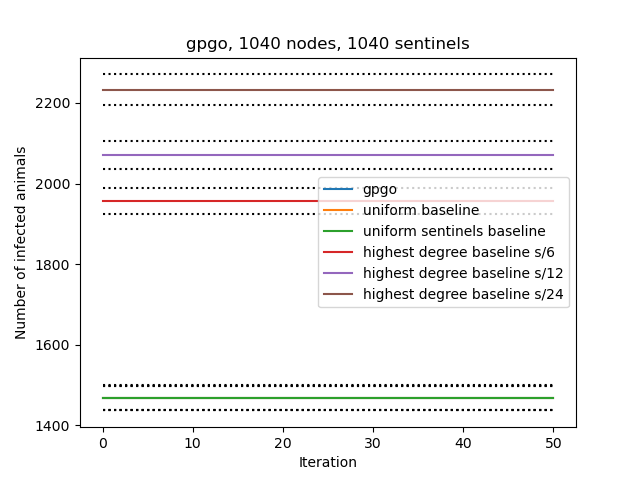 gpgo, 1040 nodes, 1040 sentinels
Number of infected animals
2200
2000
1800
1600
1400
gpgo
uniform baseline
uniform sentinels baseline
highest degree baseline s/6
highest degree baseline s/12
highest degree baseline s/24
0 10 20 30 40 50
Iteration